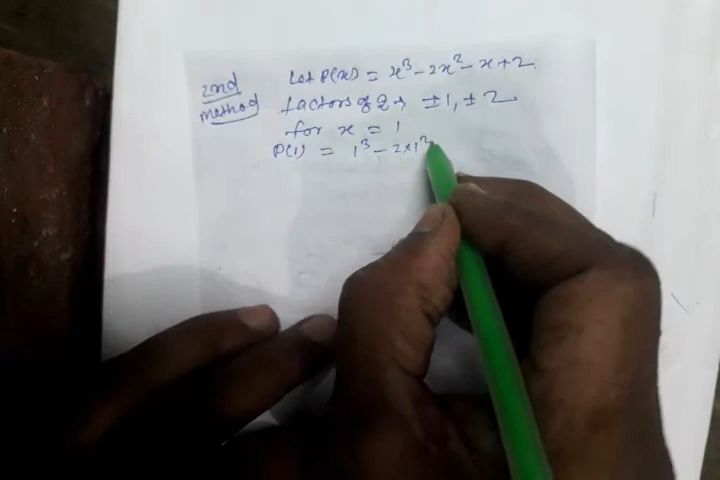 2nd method
Let P(x) = x³ - 2x² - x + 2
factors of 2 ± 1, ± 2
for x = 1
P(1) = 1³ - 2×1²